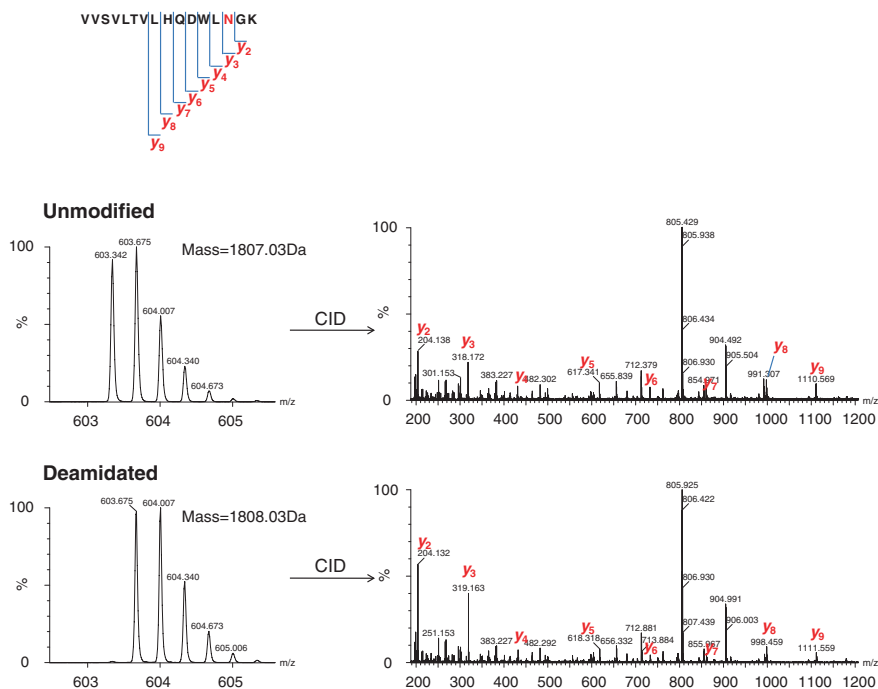 VVSVLTVLHQDWLNGK
y2
y3
y4
y5
y6
y7
y8
y9
Unmodified
100
%
603.342
603.675
604.007
604.340
604.673
Mass=1807.03Da
603
604
605
m/z
CID
100
%
0
y2
204.138
y3
318.172
301.153
383.227
y4
482.302
y5
617.341
655.839
712.379
y6
805.429
805.938
806.434
806.930
854.971
y7
904.492
905.504
y8
991.307
y9
1110.569
200 300 400 500 600 700 800 900 1000 1100 1200
m/z
Deamidated
100
%
0
603.675
604.007
604.340
604.673
605.006
Mass=1808.03Da
603
604
605
m/z
CID
100
%
0
y2
204.132
y3
319.163
251.153
383.227
y4
482.292
y5
618.318
656.332
712.881
713.884
y6
805.925
806.422
806.930
807.439
y7
904.991
906.003
y8
998.459
y9
1111.559
200 300 400 500 600 700 800 900 1000 1100 1200
m/z